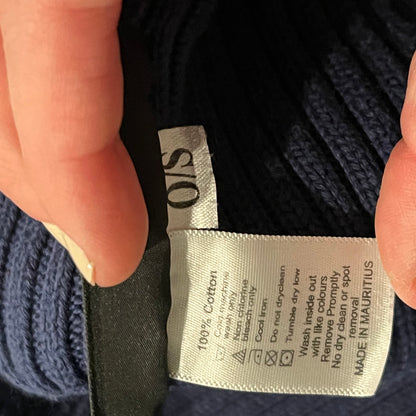 O/S
100% Cotton
Cold machine
wash only
Non chlorine
bleach only
Cool Iron
Do not dryclean
Tumble dry low
Wash inside out
with like colours
Remove Promptly
No dry clean or spot
removal
MADE IN MAURITIUS